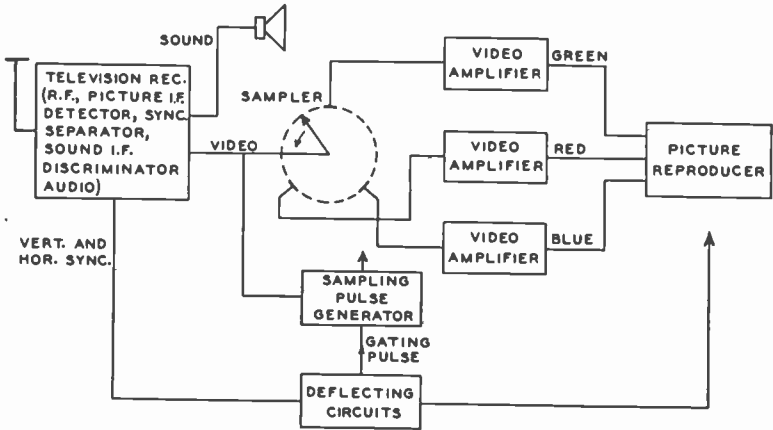 SOUND
TELEVISION REC.
(R.F., PICTURE I.F.
DETECTOR, SYNC.
SEPARATOR,
SOUND I.F.
DISCRIMINATOR
AUDIO)
SAMPLER
VIDEO
VIDEO
AMPLIFIER
GREEN
VIDEO
AMPLIFIER
RED
VIDEO
AMPLIFIER
BLUE
PICTURE
REPRODUCER
VERT. AND
HOR. SYNC.
SAMPLING
PULSE
GENERATOR
GATING
PULSE
DEFLECTING
CIRCUITS